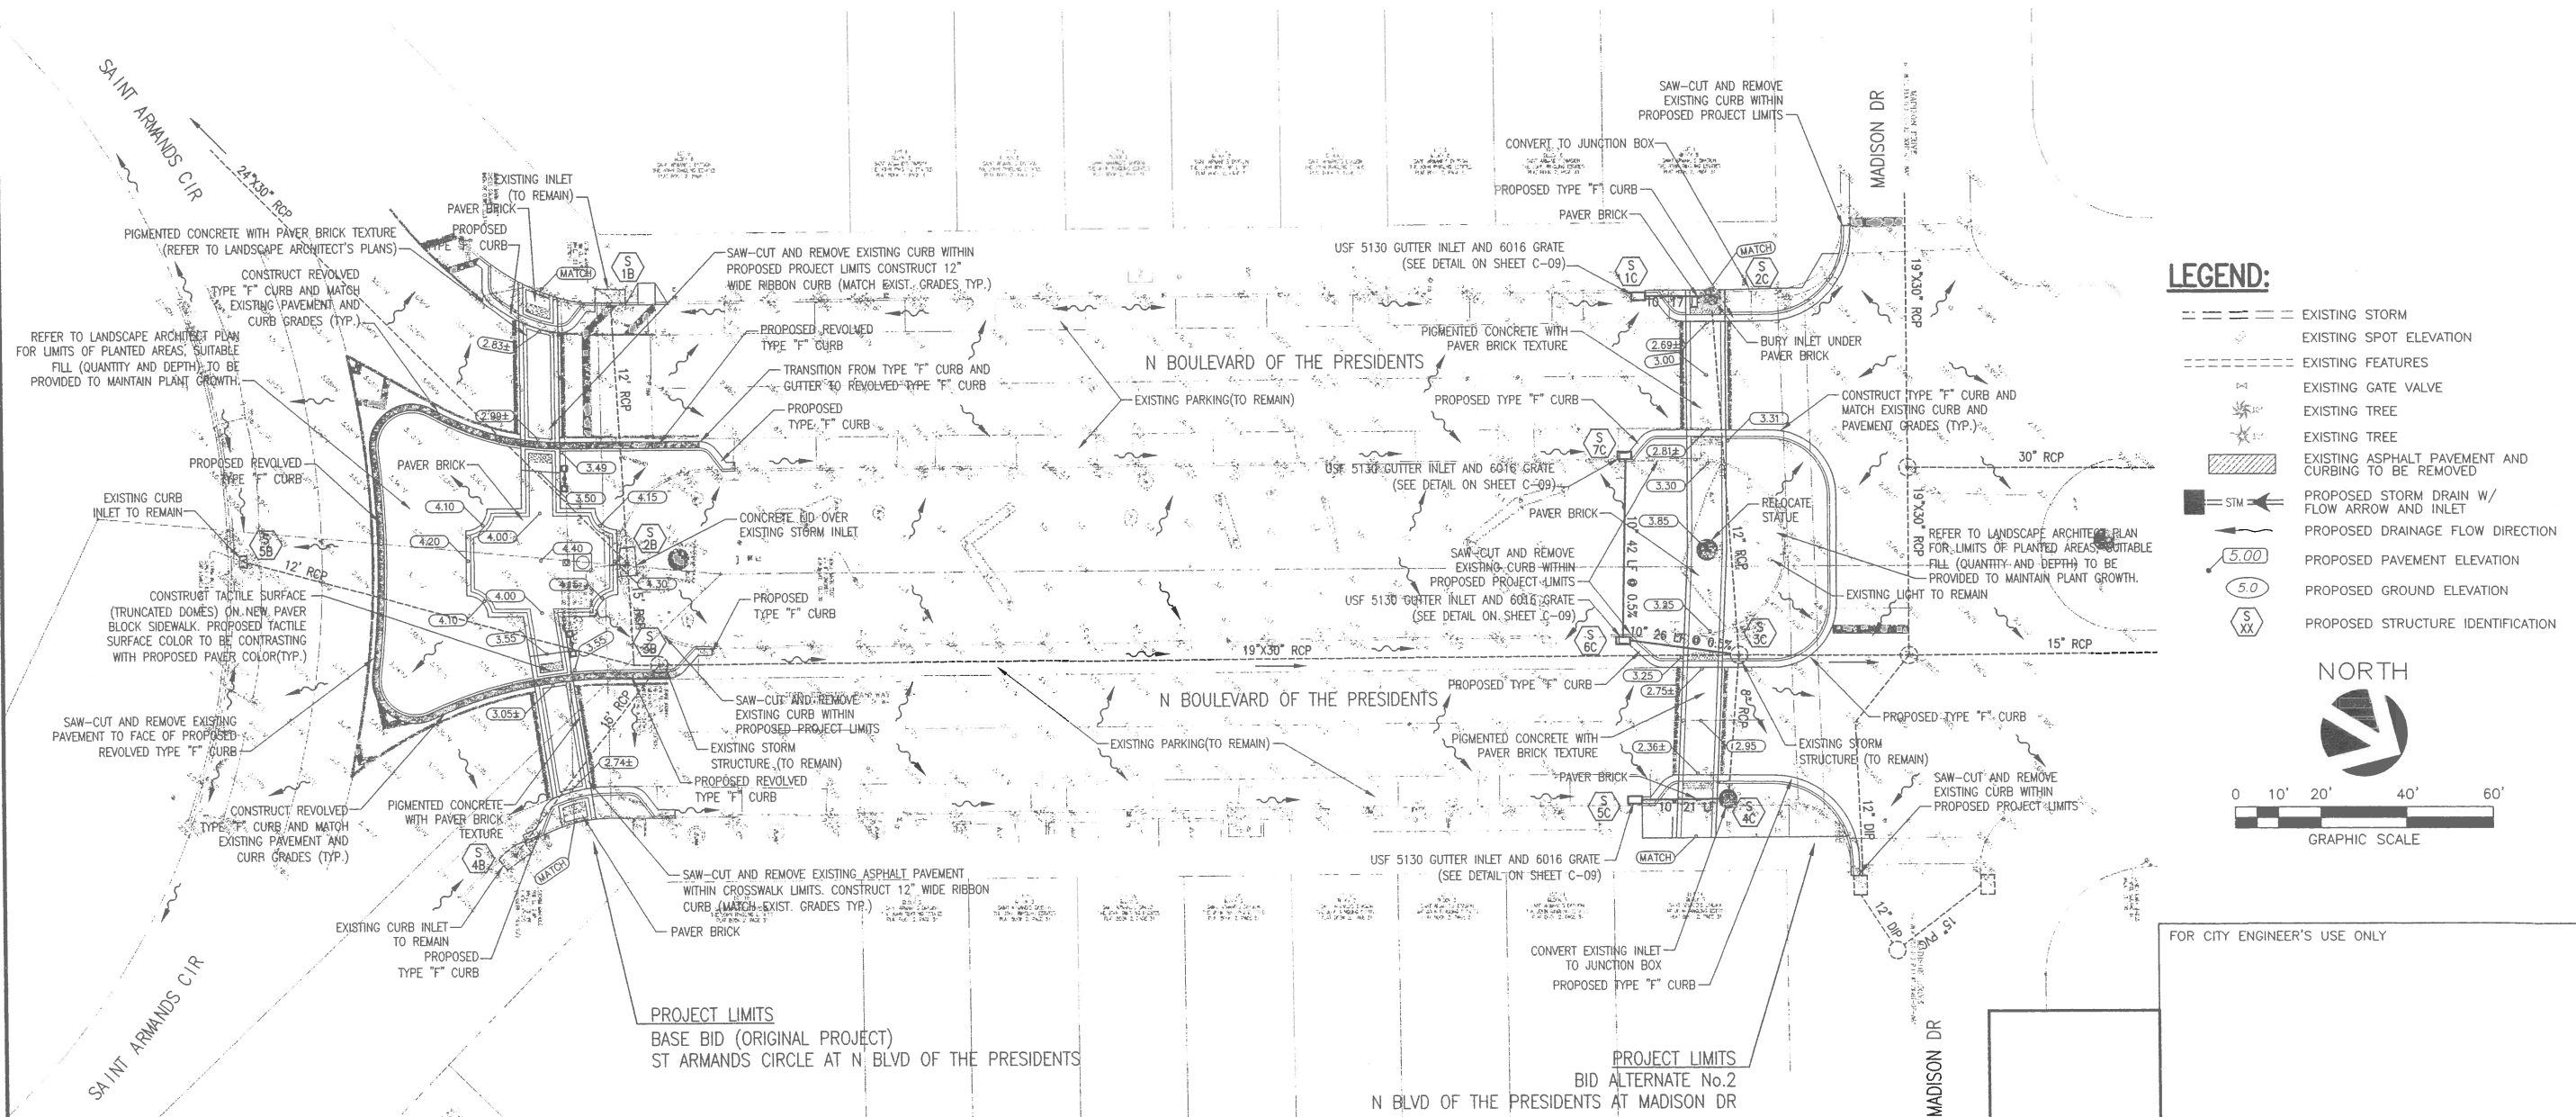 SAINT ARMANDS CIR
24"X30" RCP
EXISTING INLET
(TO REMAIN)
PAVER BRICK
PROPOSED
TYPE "F" CURB
PIGMENTED CONCRETE WITH PAVER BRICK TEXTURE
(REFER TO LANDSCAPE ARCHITECT'S PLANS)
CONSTRUCT REVOLVED
TYPE "F" CURB AND MATCH
EXISTING PAVEMENT AND
CURB GRADES (TYP.)
REFER TO LANDSCAPE ARCHITECT PLAN
FOR LIMITS OF PLANTED AREAS, SUITABLE
FILL (QUANTITY AND DEPTH) TO BE
PROVIDED TO MAINTAIN PLANT GROWTH.
MATCH
S
1B
SAW-CUT AND REMOVE EXISTING CURB WITHIN
PROPOSED PROJECT LIMITS CONSTRUCT 12"
WIDE RIBBON CURB (MATCH EXIST. GRADES TYP.)
PROPOSED REVOLVED
TYPE "F" CURB
TRANSITION FROM TYPE "F" CURB AND
GUTTER TO REVOLVED TYPE "F" CURB
PROPOSED
TYPE "F" CURB
2.83±
12' RCP
2.99±
PROPOSED REVOLVED
TYPE "F" CURB
PAVER BRICK
EXISTING CURB
INLET TO REMAIN
S
5B
12' RCP
3.49
3.50
4.15
4.10
4.00
4.20
4.40
S
2B
CONCRETE LID OVER
EXISTING STORM INLET
4.30
4.00
4.10
3.55
3.55
S
3B
PROPOSED
TYPE "F" CURB
CONSTRUCT TACTILE SURFACE
(TRUNCATED DOMES) ON NEW PAVER
BLOCK SIDEWALK. PROPOSED TACTILE
SURFACE COLOR TO BE CONTRASTING
WITH PROPOSED PAVER COLOR(TYP.)
SAW-CUT AND REMOVE EXISTING
PAVEMENT TO FACE OF PROPOSED
REVOLVED TYPE "F" CURB
3.05±
15' RCP
2.74±
SAW-CUT AND REMOVE
EXISTING CURB WITHIN
PROPOSED PROJECT LIMITS
EXISTING STORM
STRUCTURE (TO REMAIN)
PROPOSED REVOLVED
TYPE "F" CURB
CONSTRUCT REVOLVED
TYPE "F" CURB AND MATCH
EXISTING PAVEMENT AND
CURB GRADES (TYP.)
PIGMENTED CONCRETE
WITH PAVER BRICK
TEXTURE
S
4B
MATCH
SAW-CUT AND REMOVE EXISTING ASPHALT PAVEMENT
WITHIN CROSSWALK LIMITS. CONSTRUCT 12" WIDE RIBBON
CURB (MATCH EXIST. GRADES TYP.)
PAVER BRICK
EXISTING CURB INLET
TO REMAIN
PROPOSED
TYPE "F" CURB
SAINT ARMANDS CIR
PROJECT LIMITS
BASE BID (ORIGINAL PROJECT)
ST ARMANDS CIRCLE AT N BLVD OF THE PRESIDENTS
N BOULEVARD OF THE PRESIDENTS
EXISTING PARKING(TO REMAIN)
19"X30" RCP
N BOULEVARD OF THE PRESIDENTS
EXISTING PARKING(TO REMAIN)
SAW-CUT AND REMOVE
EXISTING CURB WITHIN
PROPOSED PROJECT LIMITS
CONVERT TO JUNCTION BOX
PROPOSED TYPE "F" CURB
PAVER BRICK
USF 5130 GUTTER INLET AND 6016 GRATE
(SEE DETAIL ON SHEET C-09)
S
1C
MATCH
S
2C
10" 17 LF
PIGMENTED CONCRETE WITH
PAVER BRICK TEXTURE
2.69±
3.00
BURY INLET UNDER
PAVER BRICK
PROPOSED TYPE "F" CURB
3.31
CONSTRUCT TYPE "F" CURB AND
MATCH EXISTING CURB AND
PAVEMENT GRADES (TYP.)
S
7C
2.81±
USF 5130 GUTTER INLET AND 6016 GRATE
(SEE DETAIL ON SHEET C-09)
3.30
PAVER BRICK
3.85
RELOCATE
STATUE
12" RCP
10" 42 LF @ 0.5%
SAW-CUT AND REMOVE
EXISTING CURB WITHIN
PROPOSED PROJECT LIMITS
USF 5130 GUTTER INLET AND 6016 GRATE
(SEE DETAIL ON SHEET C-09)
REFER TO LANDSCAPE ARCHITECT PLAN
FOR LIMITS OF PLANTED AREAS, SUITABLE
FILL (QUANTITY AND DEPTH) TO BE
PROVIDED TO MAINTAIN PLANT GROWTH.
EXISTING LIGHT TO REMAIN
3.25
S
6C
10" 26 LF @ 0.5%
S
3C
3.25
2.75±
PROPOSED TYPE "F" CURB
8" RCP
PROPOSED TYPE "F" CURB
PIGMENTED CONCRETE WITH
PAVER BRICK TEXTURE
2.36±
2.95
EXISTING STORM
STRUCTURE (TO REMAIN)
PAVER BRICK
S
5C
10" 21 LF
S
4C
SAW-CUT AND REMOVE
EXISTING CURB WITHIN
PROPOSED PROJECT LIMITS
12" DIP
USF 5130 GUTTER INLET AND 6016 GRATE
(SEE DETAIL ON SHEET C-09)
MATCH
CONVERT EXISTING INLET
TO JUNCTION BOX
PROPOSED TYPE "F" CURB
12" DIP
15" PVC
PROJECT LIMITS
BID ALTERNATE No.2
N BLVD OF THE PRESIDENTS AT MADISON DR
MADISON DR
MADISON DR
19"X30" RCP
30" RCP
19"X30" RCP
15" RCP
LEGEND:
EXISTING STORM
EXISTING SPOT ELEVATION
EXISTING FEATURES
EXISTING GATE VALVE
EXISTING TREE
EXISTING TREE
EXISTING ASPHALT PAVEMENT AND
CURBING TO BE REMOVED
STM
PROPOSED STORM DRAIN W/
FLOW ARROW AND INLET
PROPOSED DRAINAGE FLOW DIRECTION
5.00
PROPOSED PAVEMENT ELEVATION
5.0
PROPOSED GROUND ELEVATION
S
XX
PROPOSED STRUCTURE IDENTIFICATION
NORTH
0 10' 20' 40' 60'
GRAPHIC SCALE
FOR CITY ENGINEER'S USE ONLY